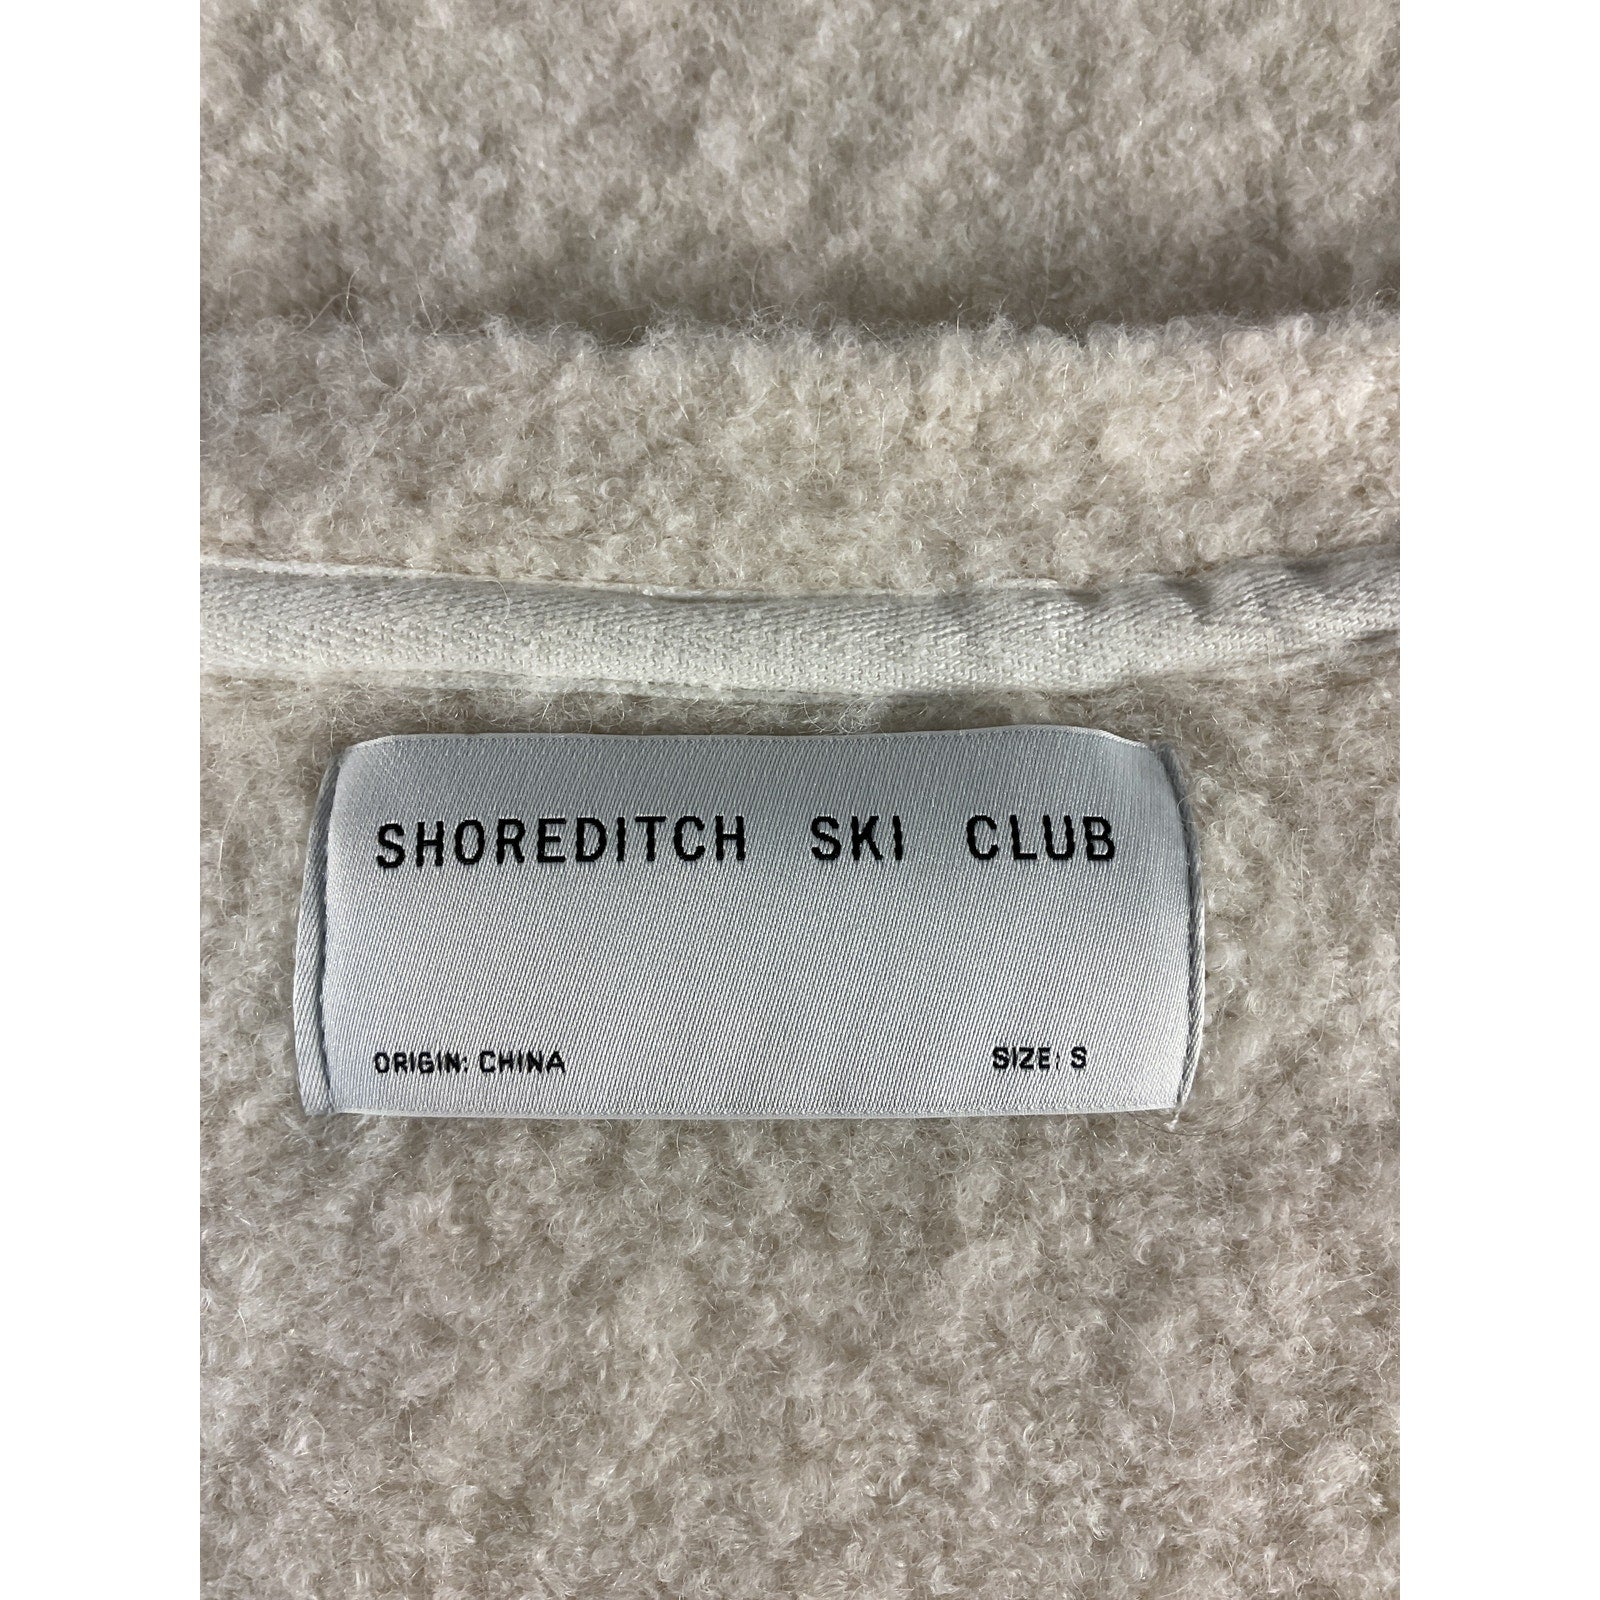 SHOREDITCH SKI CLUB
ORIGIN: CHINA SIZE: S